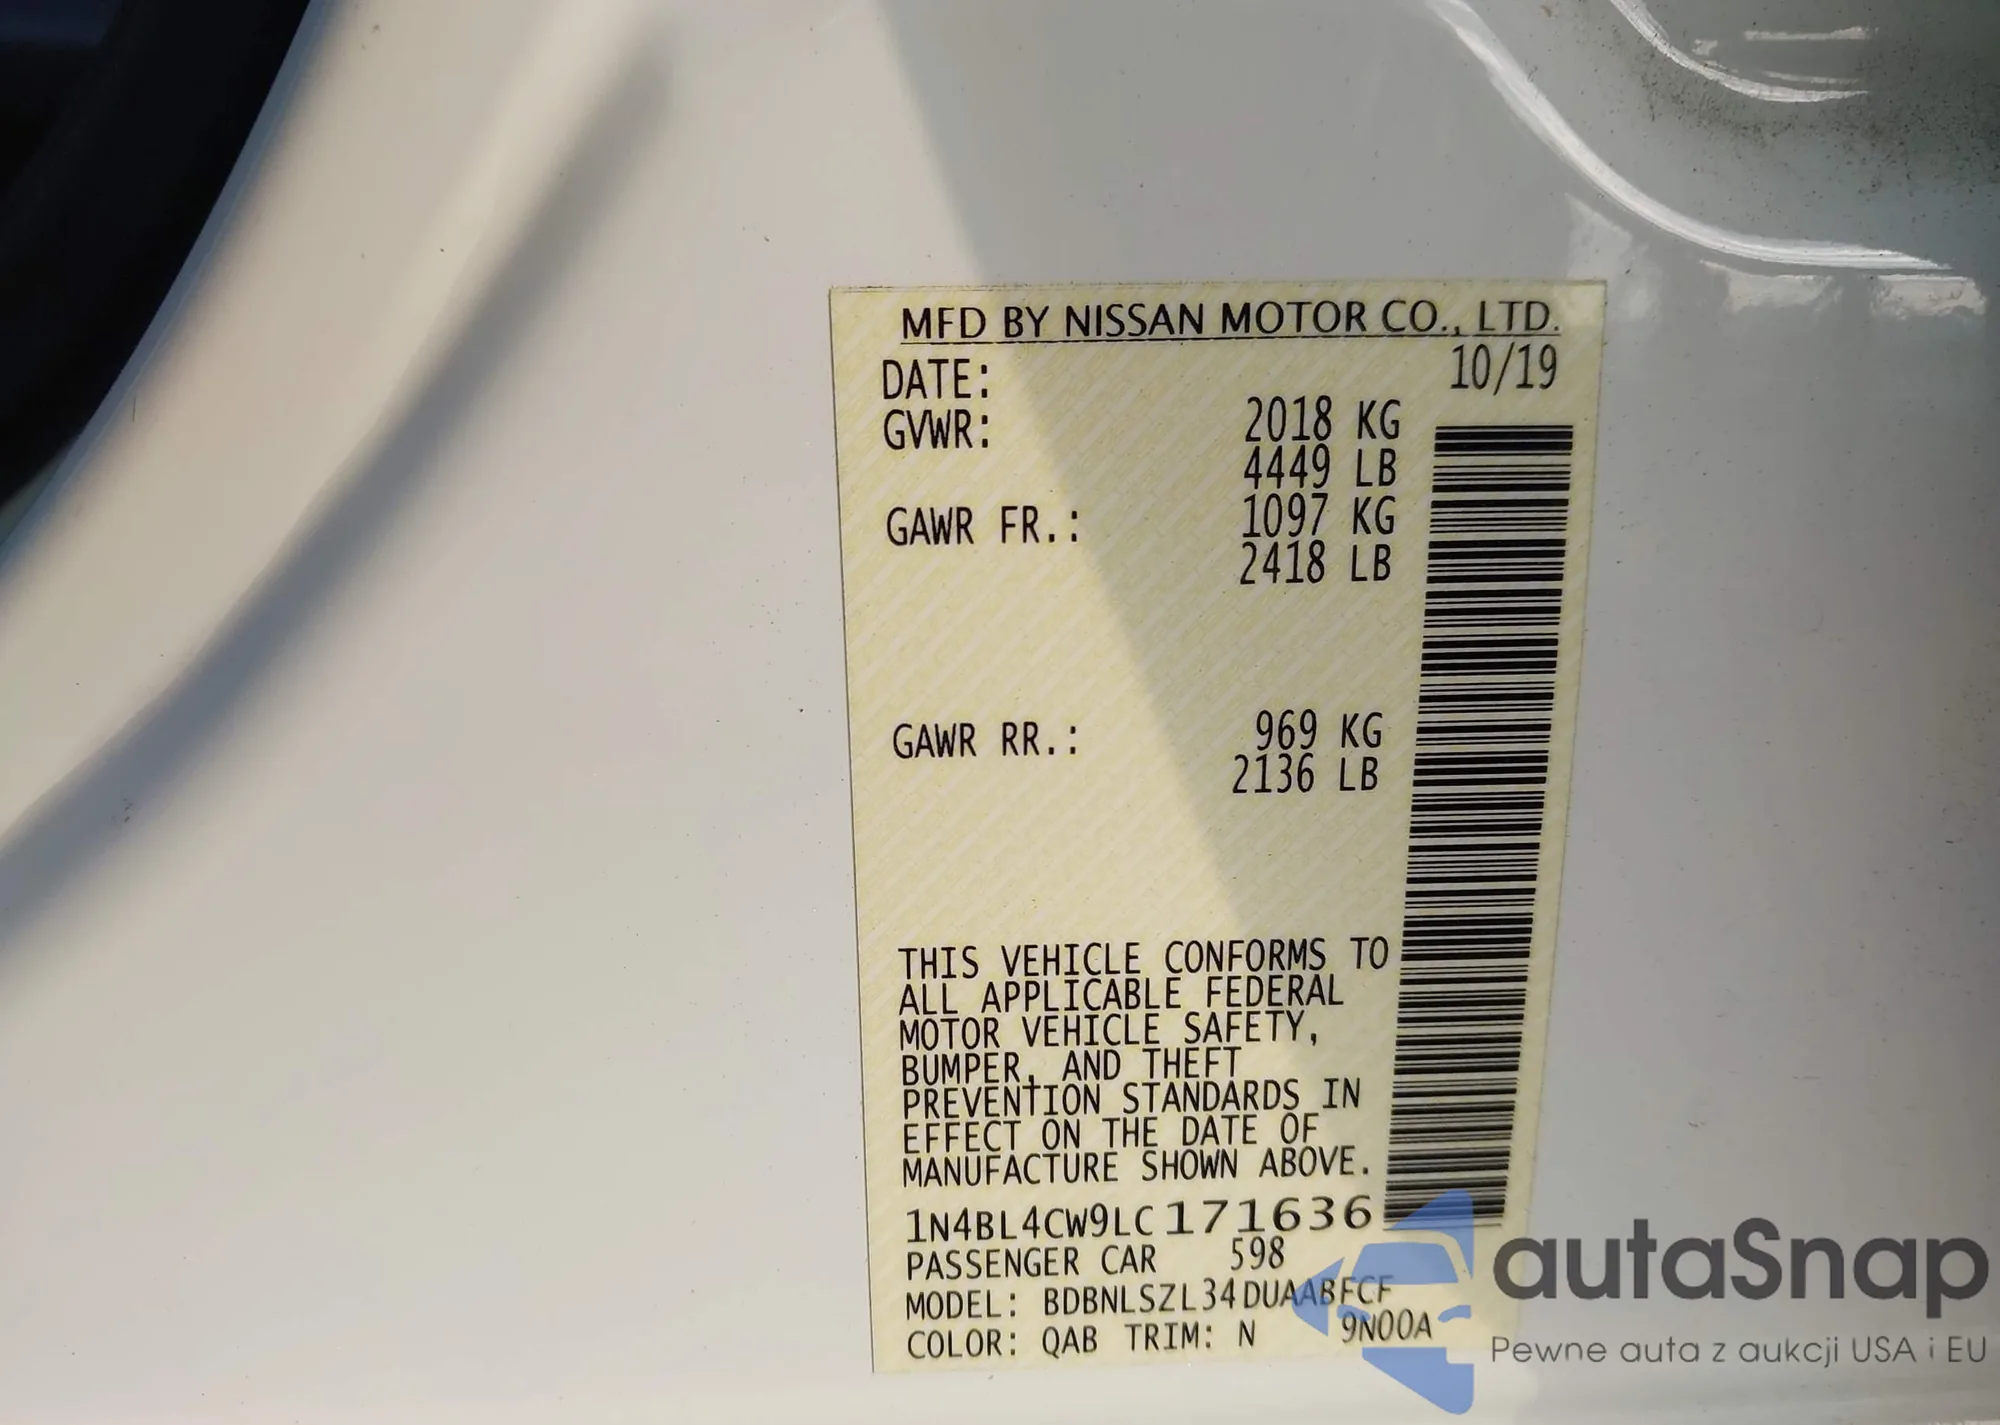 MFD BY NISSAN MOTOR CO., LTD.
DATE: 10/19
GVWR: 2018 KG
4449 LB
GAWR FR.: 1097 KG
2418 LB
GAWR RR.: 969 KG
2136 LB
THIS VEHICLE CONFORMS TO
ALL APPLICABLE FEDERAL
MOTOR VEHICLE SAFETY,
BUMPER, AND THEFT
PREVENTION STANDARDS IN
EFFECT ON THE DATE OF
MANUFACTURE SHOWN ABOVE.
1N4BL4CW9LC171636
PASSENGER CAR 598
MODEL: BDBNLSZL34DUAABFCF
COLOR: QAB TRIM: N 9N00A
autaSnap
Pewne auta z aukcji USA i EU